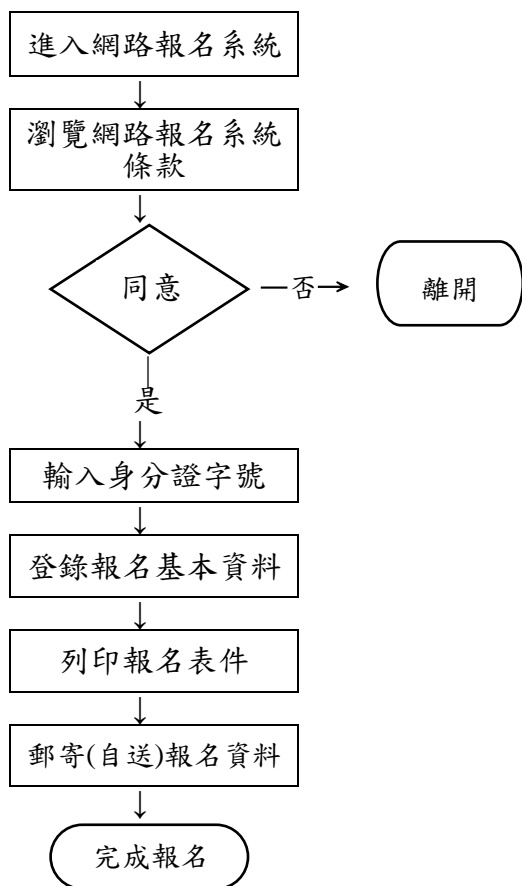 進入網路報名系統
瀏覽網路報名系統
條款
同意
否
離開
是
輸入身分證字號
登錄報名基本資料
列印報名表件
郵寄(自送)報名資料
完成報名